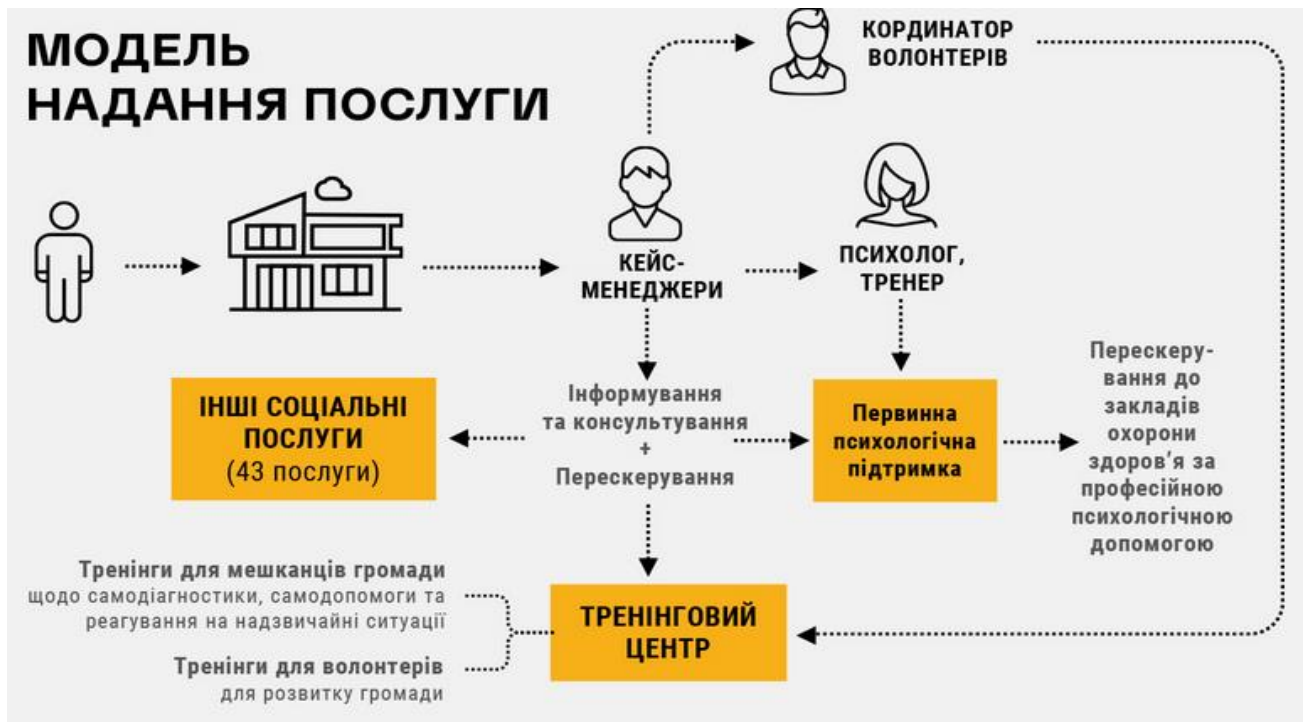 МОДЕЛЬ
НАДАННЯ ПОСЛУГИ
КОРДИНАТОР
ВОЛОНТЕРІВ
КЕЙС-
МЕНЕДЖЕРИ
ПСИХОЛОГ,
ТРЕНЕР
ІНШІ СОЦІАЛЬНІ
ПОСЛУГИ
(43 послуги)
Інформування
та консультування
+
Перескерування
Первинна
психологічна
підтримка
Перескеру-
вання до
закладів
охорони
здоров’я за
професійною
психологічною
допомогою
Тренінги для мешканців громади
щодо самодіагностики, самодопомоги та
реагування на надзвичайні ситуації
Тренінги для волонтерів
для розвитку громади
ТРЕНІНГОВИЙ
ЦЕНТР